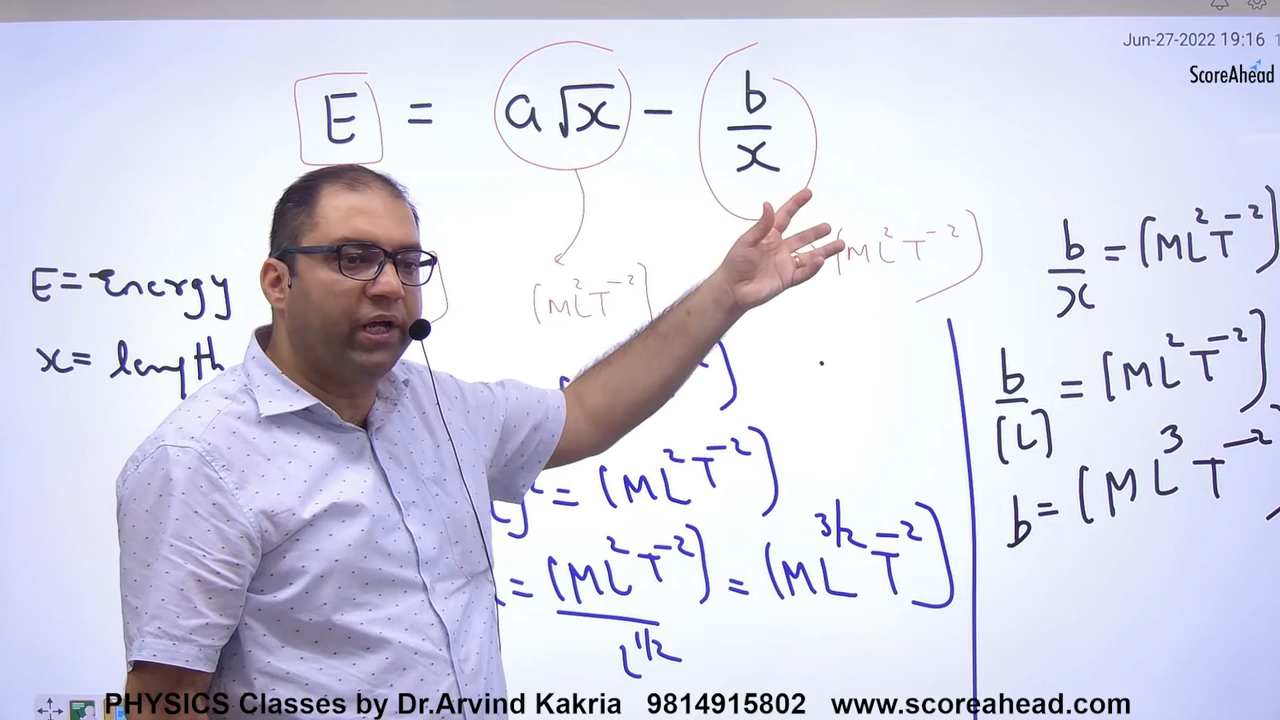 Jun-27-2022 19:16
ScoreAhead
E = a√x - b/x
E = Energy
x = length
(ML²T⁻²)
(ML²T⁻²)
= (ML²T⁻²)
= (ML²T⁻²)/L^1/2 = (ML^3/2 T⁻²)
b/x = (ML²T⁻²)
b/[L] = (ML²T⁻²)
b = (ML³T⁻²
PHYSICS Classes by Dr.Arvind Kakria 9814915802 www.scoreahead.com